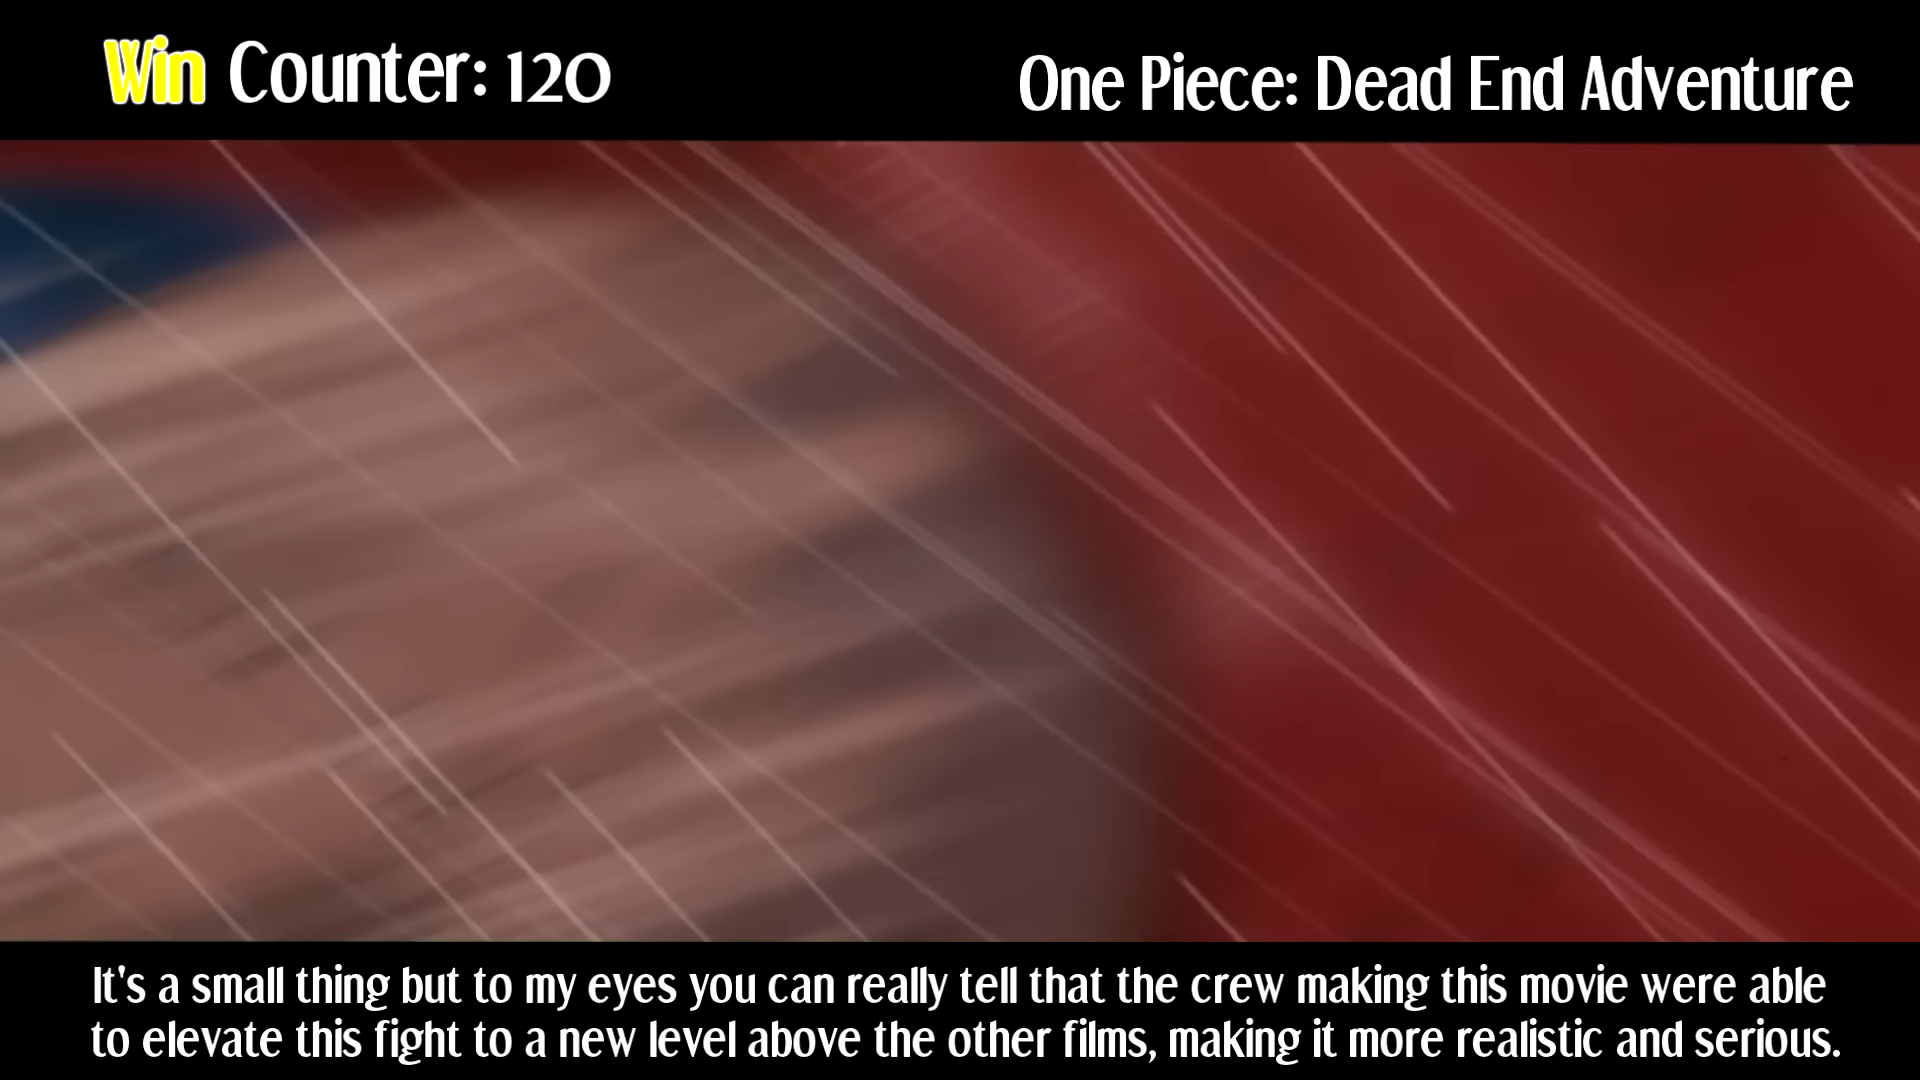 Win Counter: 120
One Piece: Dead End Adventure
It's a small thing but to my eyes you can really tell that the crew making this movie were able
to elevate this fight to a new level above the other films, making it more realistic and serious.